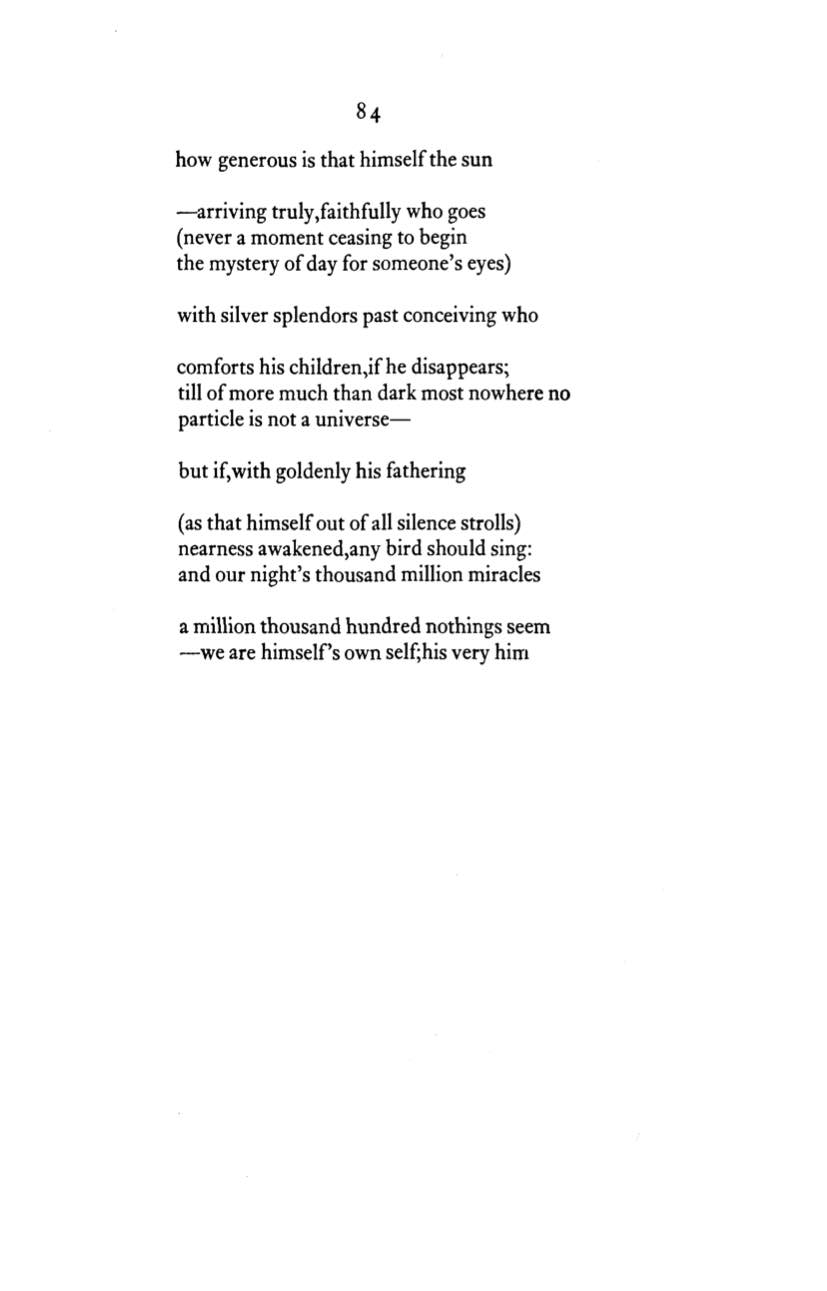 84
how generous is that himself the sun
—arriving truly,faithfully who goes
(never a moment ceasing to begin
the mystery of day for someone's eyes)
with silver splendors past conceiving who
comforts his children,if he disappears;
till of more much than dark most nowhere no
particle is not a universe—
but if,with goldenly his fathering
(as that himself out of all silence strolls)
nearness awakened,any bird should sing:
and our night's thousand million miracles
a million thousand hundred nothings seem
—we are himself's own self;his very him